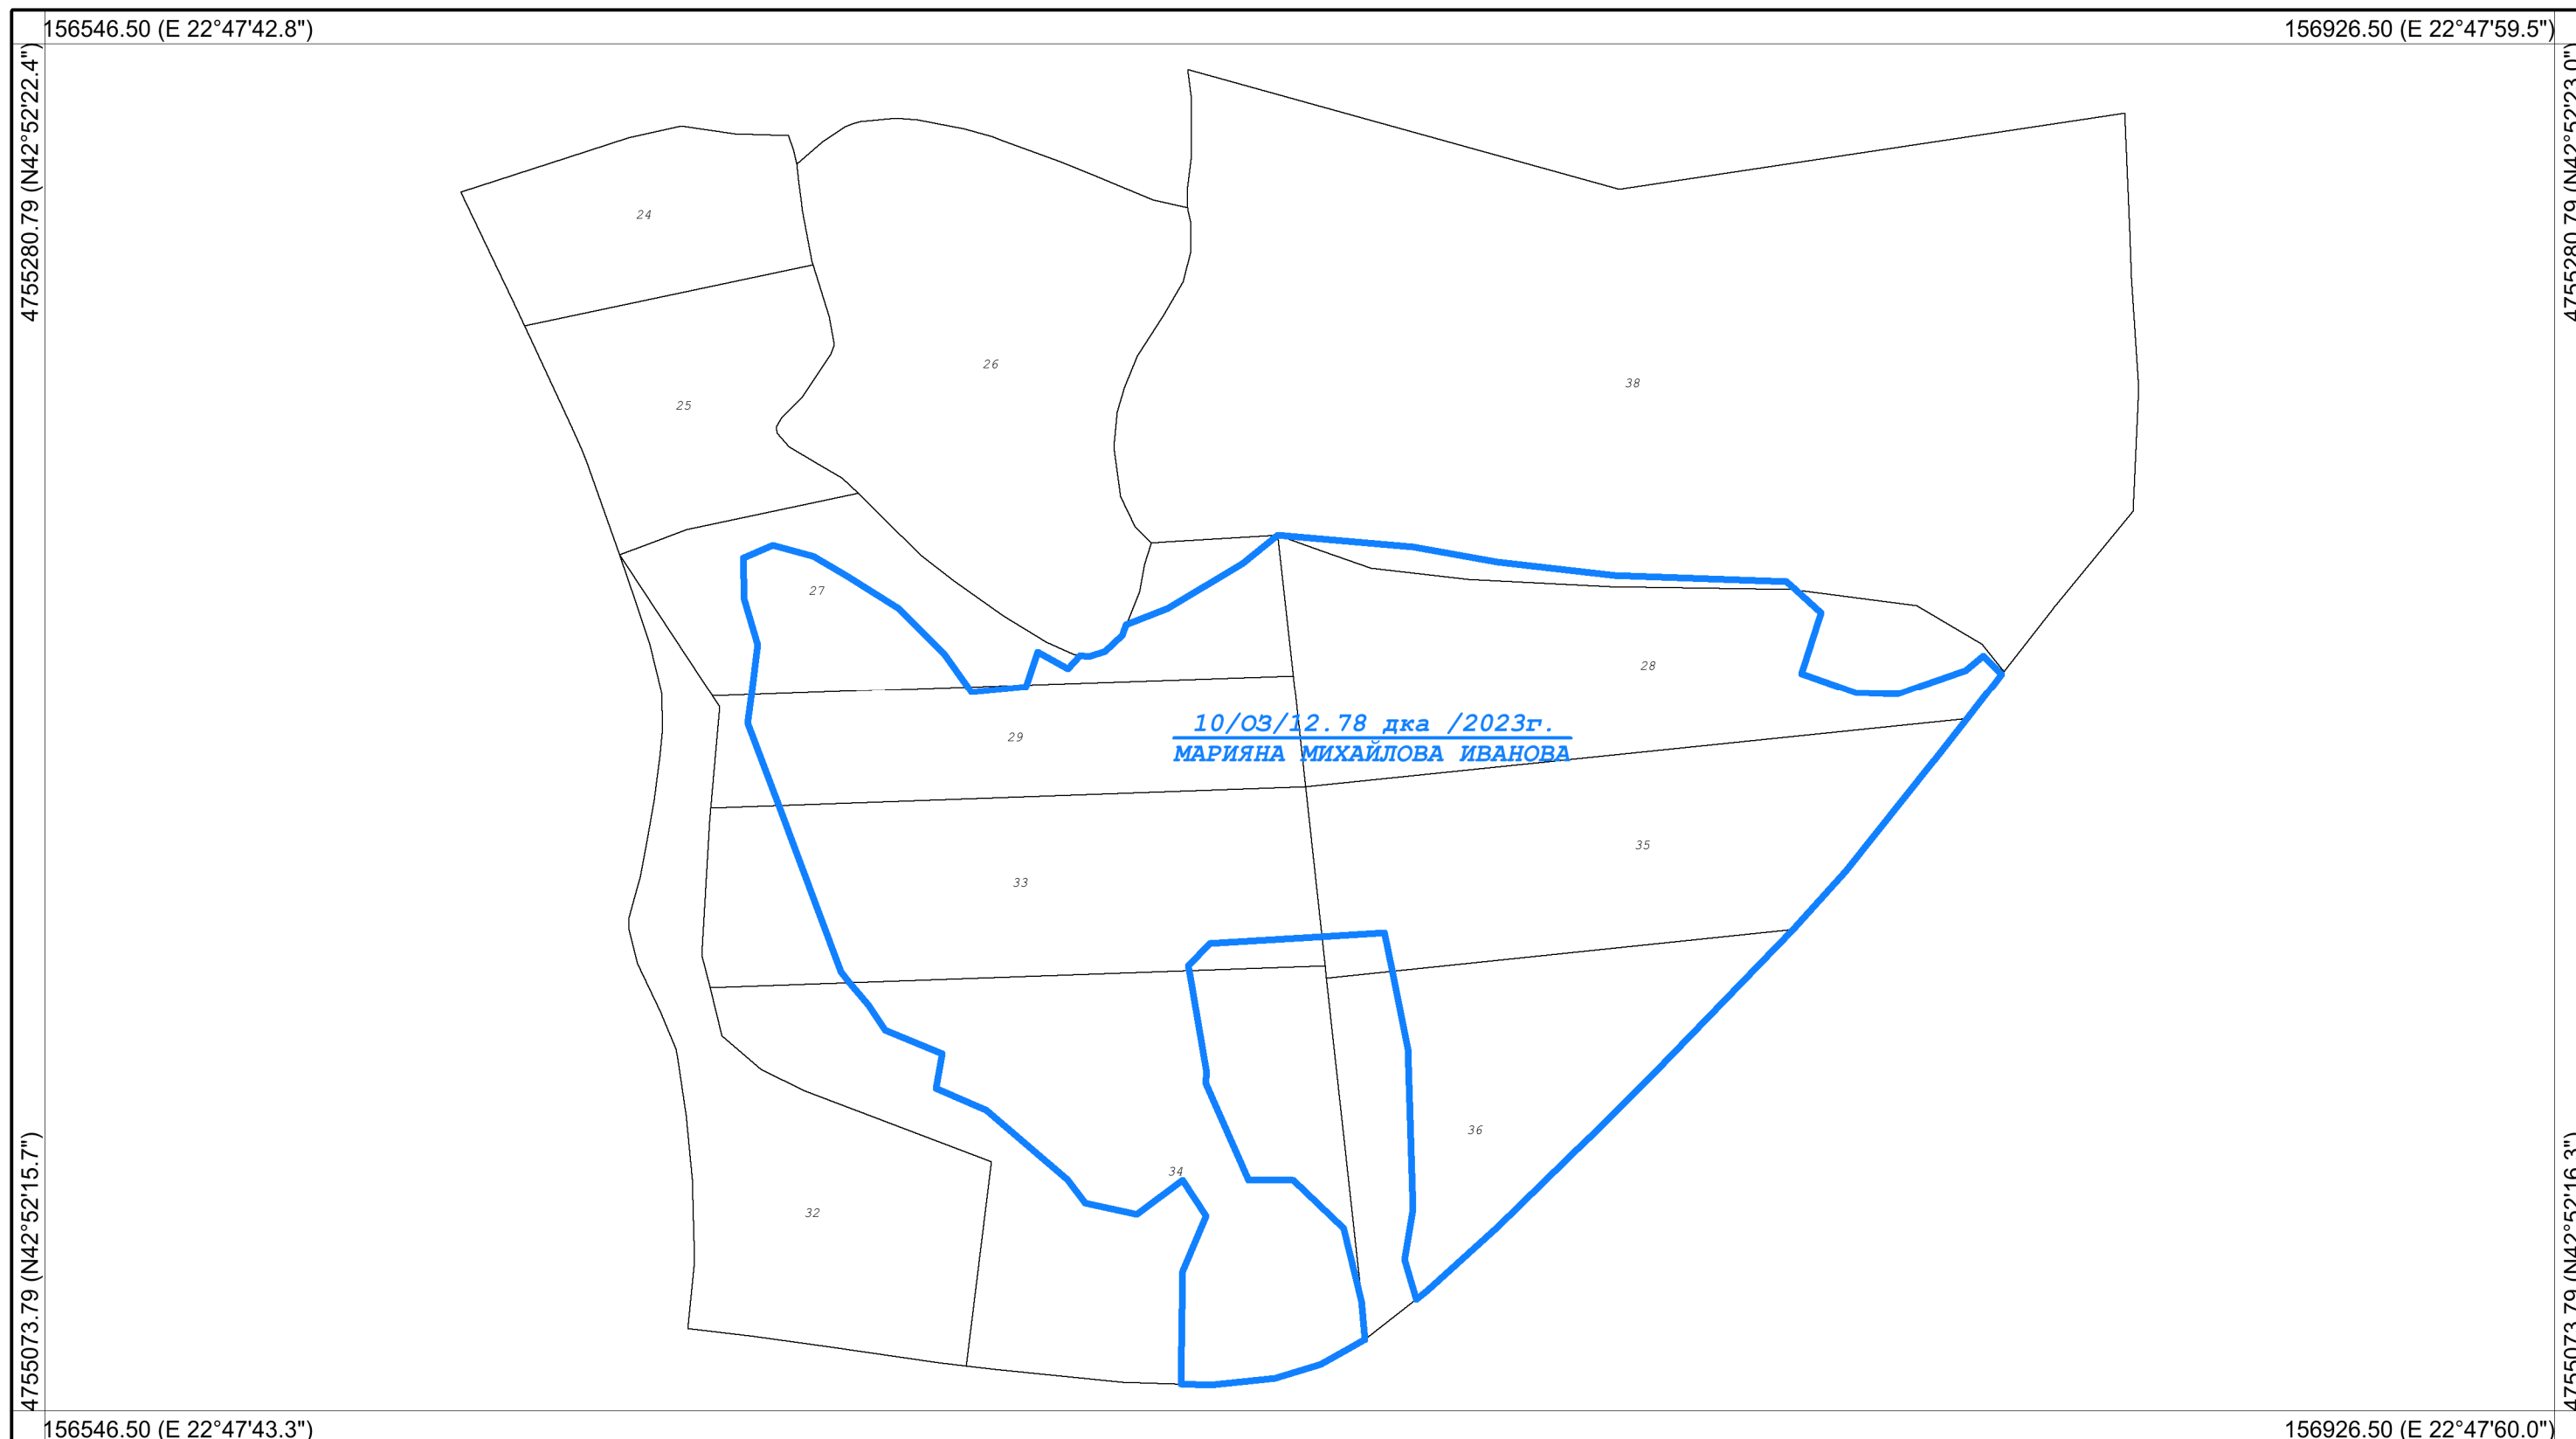 156546.50 (E 22°47'42.8")
156926.50 (E 22°47'59.5")
4755280.79 (N42°52'22.4")
4755280.79 (N42°52'23.0")
24
26
38
25
27
28
10/ОЗ/12.78 дка /2023г.
МАРИЯНА МИХАЙЛОВА ИВАНОВА
29
35
33
36
34
32
4755073.79 (N42°52'15.7")
4755073.79 (N42°52'16.3")
156546.50 (E 22°47'43.3")
156926.50 (E 22°47'60.0")